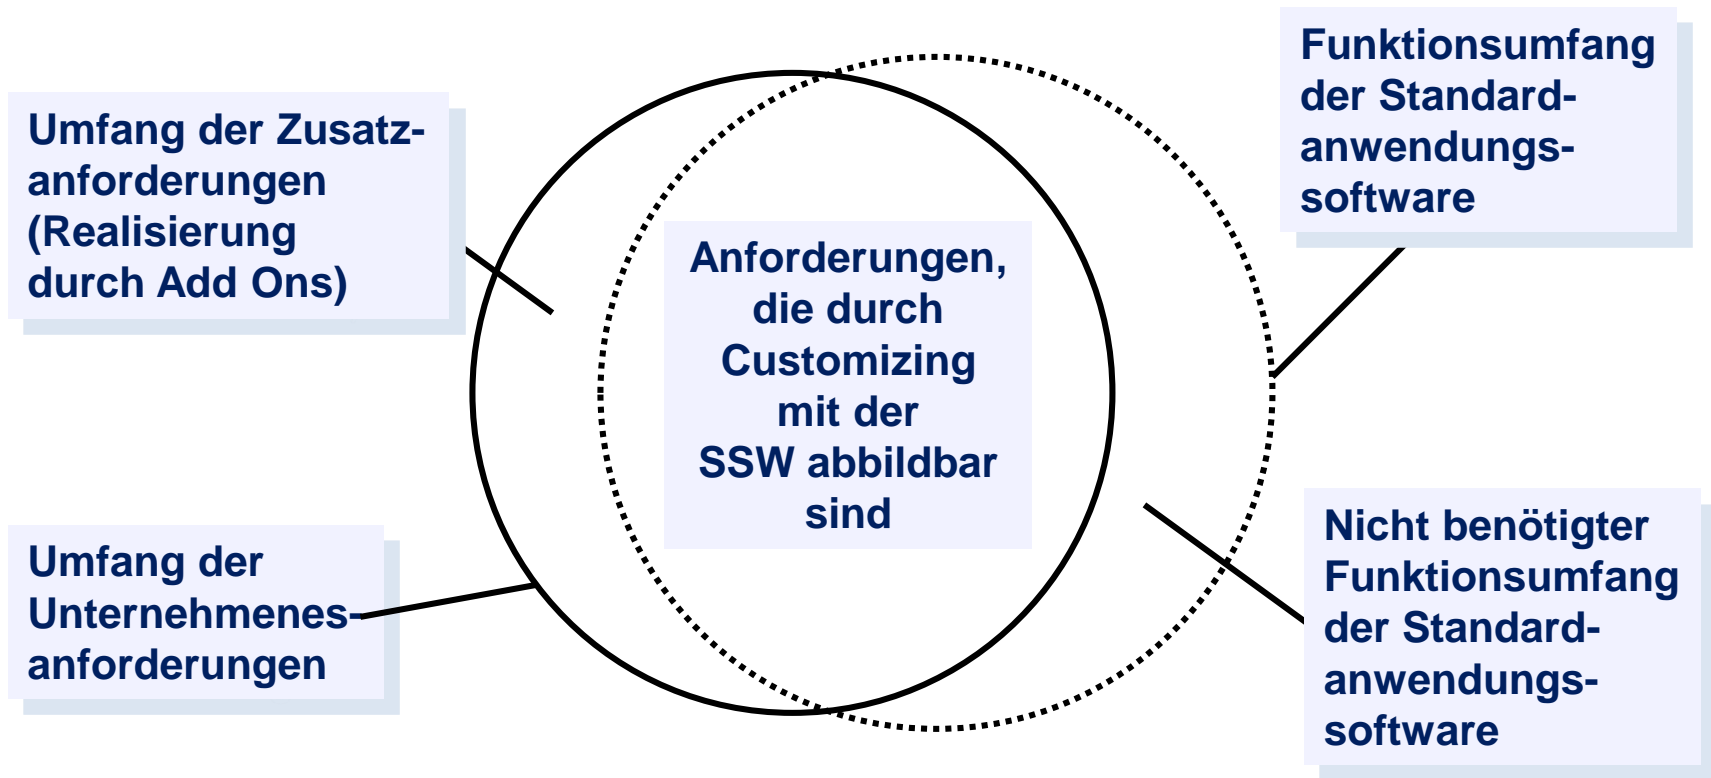 Umfang der Zusatz-
anforderungen
(Realisierung
durch Add Ons)
Umfang der
Unternehmenes-
anforderungen
Anforderungen,
die durch
Customizing
mit der
SSW abbildbar
sind
Funktionsumfang
der Standard-
anwendungs-
software
Nicht benötigter
Funktionsumfang
der Standard-
anwendungs-
software